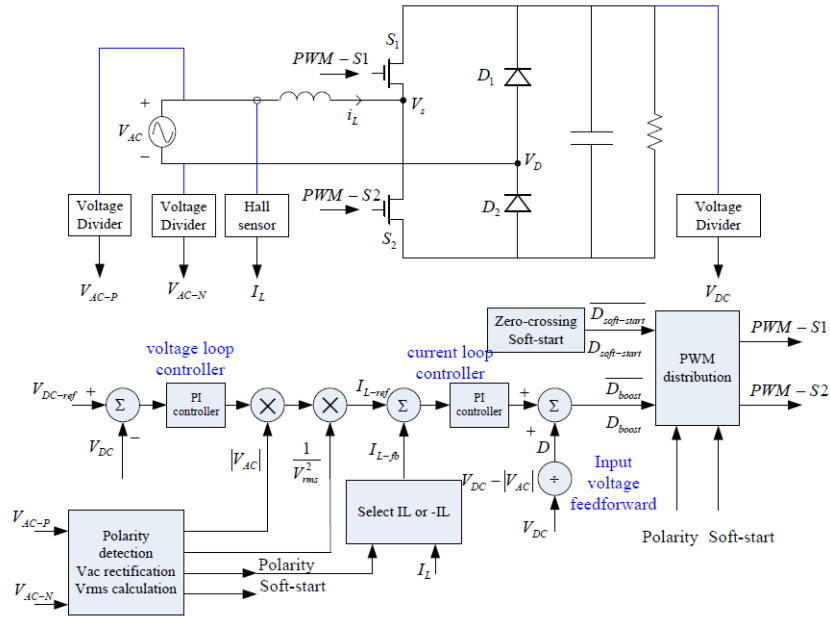 S₁
PWM − S1
D₁
+
V_AC
−
i_L
V_s
V_D
PWM − S2
D₂
S₂
Voltage
Divider
Voltage
Divider
Hall
sensor
Voltage
Divider
V_AC−P
V_AC−N
I_L
V_DC
Zero-crossing
Soft-start
D̅_soft−start
D_soft−start
PWM
distribution
PWM − S1
PWM − S2
voltage loop
controller
current loop
controller
V_DC−ref
+
Σ
−
V_DC
PI
controller
×
×
I_L−ref
Σ
I_L−fb
PI
controller
+
+
Σ
D̅_boost
D_boost
|V_AC|
1
V²_rms
D
V_DC − |V_AC|
÷
V_DC
Input
voltage
feedforward
Polarity
Soft-start
V_AC−P
V_AC−N
Polarity
detection
Vac rectification
Vrms calculation
Polarity
Soft-start
Select IL or -IL
I_L